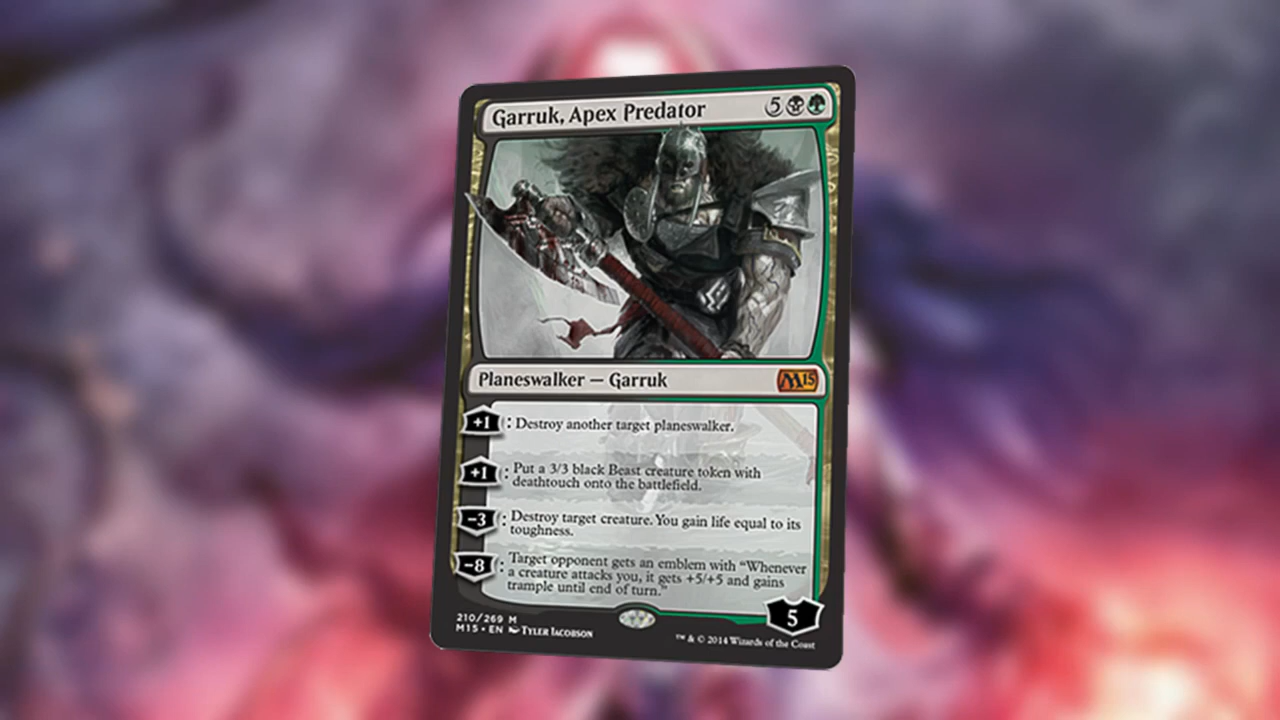 Garruk, Apex Predator 5
Planeswalker — Garruk M15
+1 : Destroy another target planeswalker.
+1 : Put a 3/3 black Beast creature token with
deathtouch onto the battlefield.
−3 : Destroy target creature. You gain life equal to its
toughness.
−8 : Target opponent gets an emblem with “Whenever
a creature attacks you, it gets +5/+5 and gains
trample until end of turn.”
5
210/269 M
M15 • EN TYLER JACOBSON
™ & © 2014 Wizards of the Coast